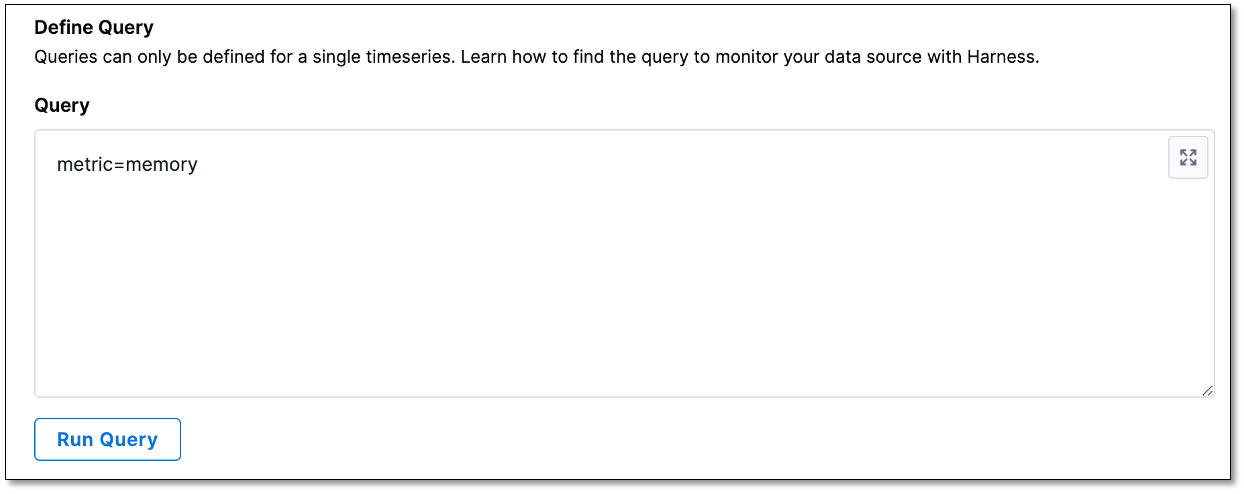 Define Query
Queries can only be defined for a single timeseries. Learn how to find the query to monitor your data source with Harness.
Query
metric=memory
Run Query